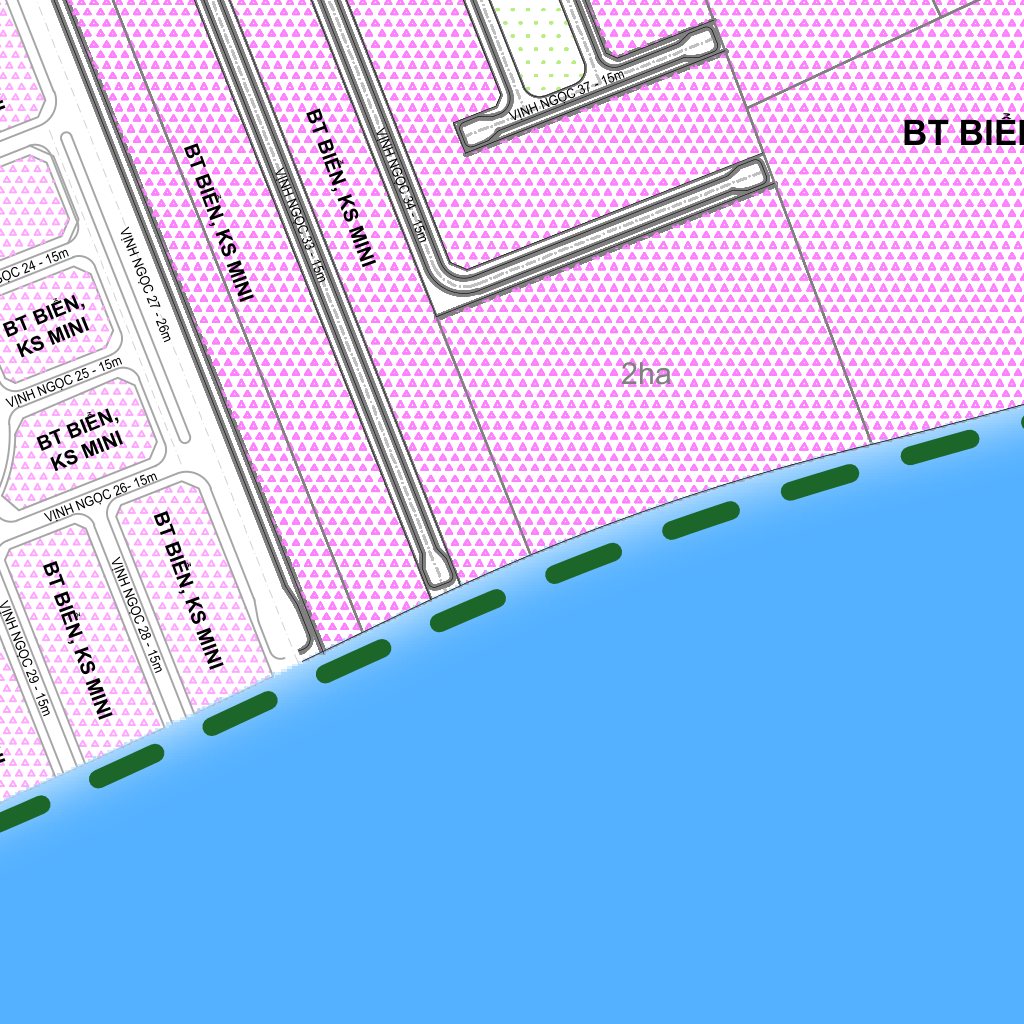 VINH NGỌC 37 - 15m
BT BIỂN
BT BIỂN, KS MINI
BT BIỂN, KS MINI
VINH NGỌC 34 - 15m
VINH NGỌC 33 - 15m
VINH NGỌC 27 - 26m
ỌC 24 - 15m
BT BIỂN,
KS MINI
VINH NGỌC 25 - 15m
2ha
BT BIỂN,
KS MINI
VINH NGỌC 26- 15m
BT BIỂN, KS MINI
BT BIỂN, KS MINI
VINH NGỌC 28 - 15m
VINH NGỌC 29 - 15m